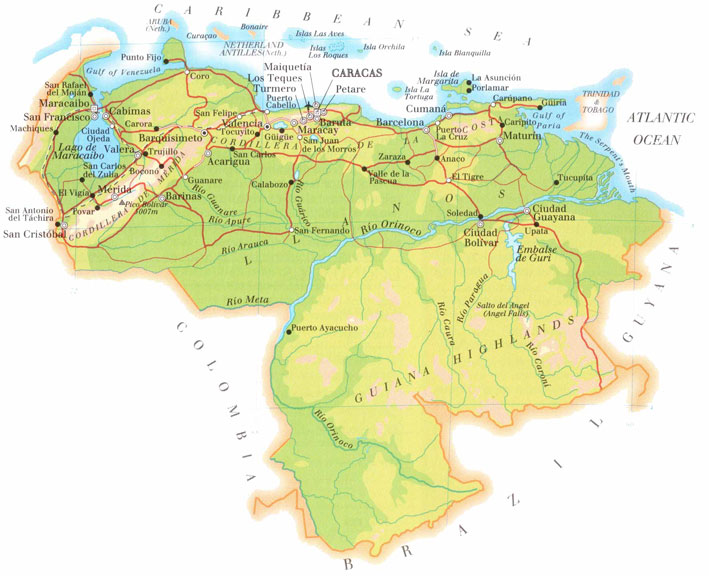 CARIBBEAN SEA
ARUBA
(Neth.)
Curaçao
Bonaire
NETHERLAND
ANTILLES (Neth.)
Islas Las Aves
Islas
Los Roques
Isla Orchila
Isla Blanquilla
Punto Fijo
Gulf of Venezuela
Coro
Maiquetía
Los Teques
Turmero
Puerto
Cabello
CARACAS
Petare
Isla de
Margarita
La Asunción
Porlamar
Isla La
Tortuga
Carúpano
Güiria
TRINIDAD
&
TOBAGO
San Rafael
del Moján
Maracaibo
San Francisco
Machiques
Cabimas
Ciudad
Ojeda
Lago de
Maracaibo
Carora
San Felipe
Barquisimeto
Tocuyito
Valencia
Güigüe
Maracay
Baruta
San Juan
de los Morros
Cumaná
Barcelona
Puerto
La Cruz
Caripito
Maturín
Gulf of
Paria
The Serpent's Mouth
ATLANTIC
OCEAN
CORDILLERA DE LA COSTA
Valera
Trujillo
Boconó
San Carlos
del Zulia
Acarigua
San Carlos
Zaraza
Valle de la
Pascua
Anaco
El Tigre
Tucupita
El Vigía
Mérida
Tovar
Pico Bolívar
5007m
CORDILLERA DE MERIDA
Guanare
Barinas
Río Guanare
Río Apure
Calabozo
Río Guárico
San Antonio
del Táchira
San Cristóbal
San Fernando
Río Arauca
LLANOS
Río Orinoco
Soledad
Ciudad
Bolívar
Ciudad
Guayana
Upata
Embalse
de Guri
Río Meta
Puerto Ayacucho
Río Caura
Río Paragua
Salto del Angel
(Angel Falls)
Río Caroní
GUIANA HIGHLANDS
Río Orinoco
COLOMBIA
GUYANA
BRAZIL